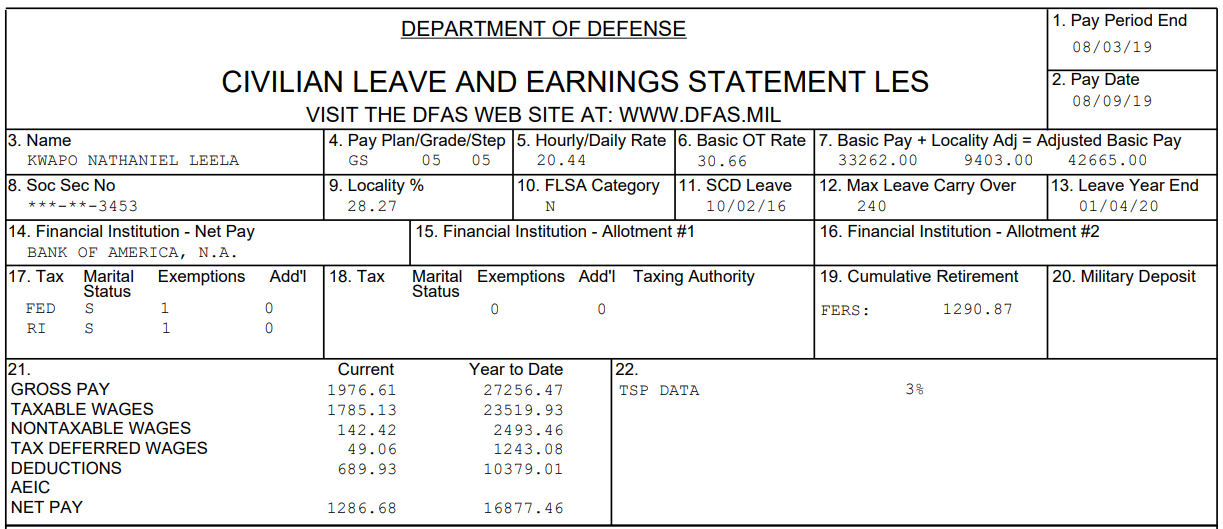 DEPARTMENT OF DEFENSE
CIVILIAN LEAVE AND EARNINGS STATEMENT LES
VISIT THE DFAS WEB SITE AT: WWW.DFAS.MIL
1. Pay Period End
08/03/19
2. Pay Date
08/09/19
3. Name
KWAPO NATHANIEL LEELA
4. Pay Plan/Grade/Step
GS 05 05
5. Hourly/Daily Rate
20.44
6. Basic OT Rate
30.66
7. Basic Pay + Locality Adj = Adjusted Basic Pay
33262.00 9403.00 42665.00
8. Soc Sec No
***-**-3453
9. Locality %
28.27
10. FLSA Category
N
11. SCD Leave
10/02/16
12. Max Leave Carry Over
240
13. Leave Year End
01/04/20
14. Financial Institution - Net Pay
BANK OF AMERICA, N.A.
15. Financial Institution - Allotment #1
16. Financial Institution - Allotment #2
17. Tax Marital Status Exemptions Add'l
FED S 1 0
RI S 1 0
18. Tax Marital Status Exemptions Add'l Taxing Authority
0 0
19. Cumulative Retirement
FERS: 1290.87
20. Military Deposit
21. Current Year to Date
GROSS PAY 1976.61 27256.47
TAXABLE WAGES 1785.13 23519.93
NONTAXABLE WAGES 142.42 2493.46
TAX DEFERRED WAGES 49.06 1243.08
DEDUCTIONS 689.93 10379.01
AEIC
NET PAY 1286.68 16877.46
22.
TSP DATA 3%